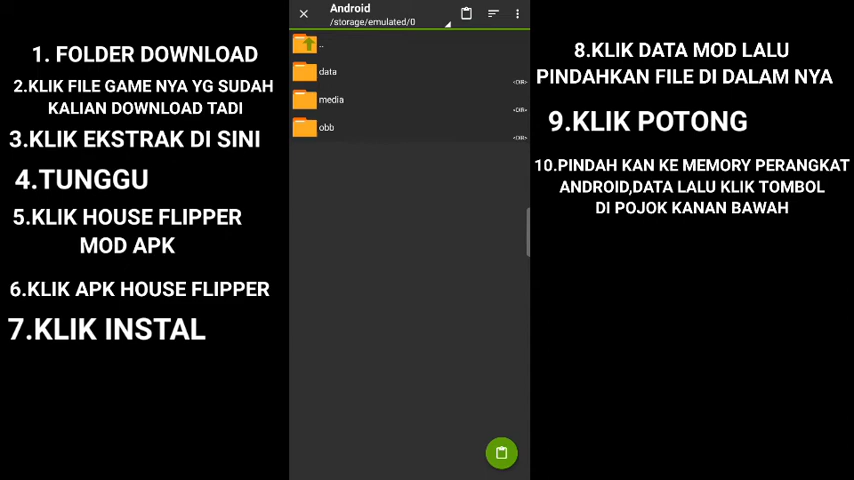 1. FOLDER DOWNLOAD
2.KLIK FILE GAME NYA YG SUDAH
KALIAN DOWNLOAD TADI
3.KLIK EKSTRAK DI SINI
4.TUNGGU
5.KLIK HOUSE FLIPPER
MOD APK
6.KLIK APK HOUSE FLIPPER
7.KLIK INSTAL
Android
/storage/emulated/0
..
data
<DIR>
media
<DIR>
obb
<DIR>
8.KLIK DATA MOD LALU
PINDAHKAN FILE DI DALAM NYA
9.KLIK POTONG
10.PINDAH KAN KE MEMORY PERANGKAT
ANDROID,DATA LALU KLIK TOMBOL
DI POJOK KANAN BAWAH